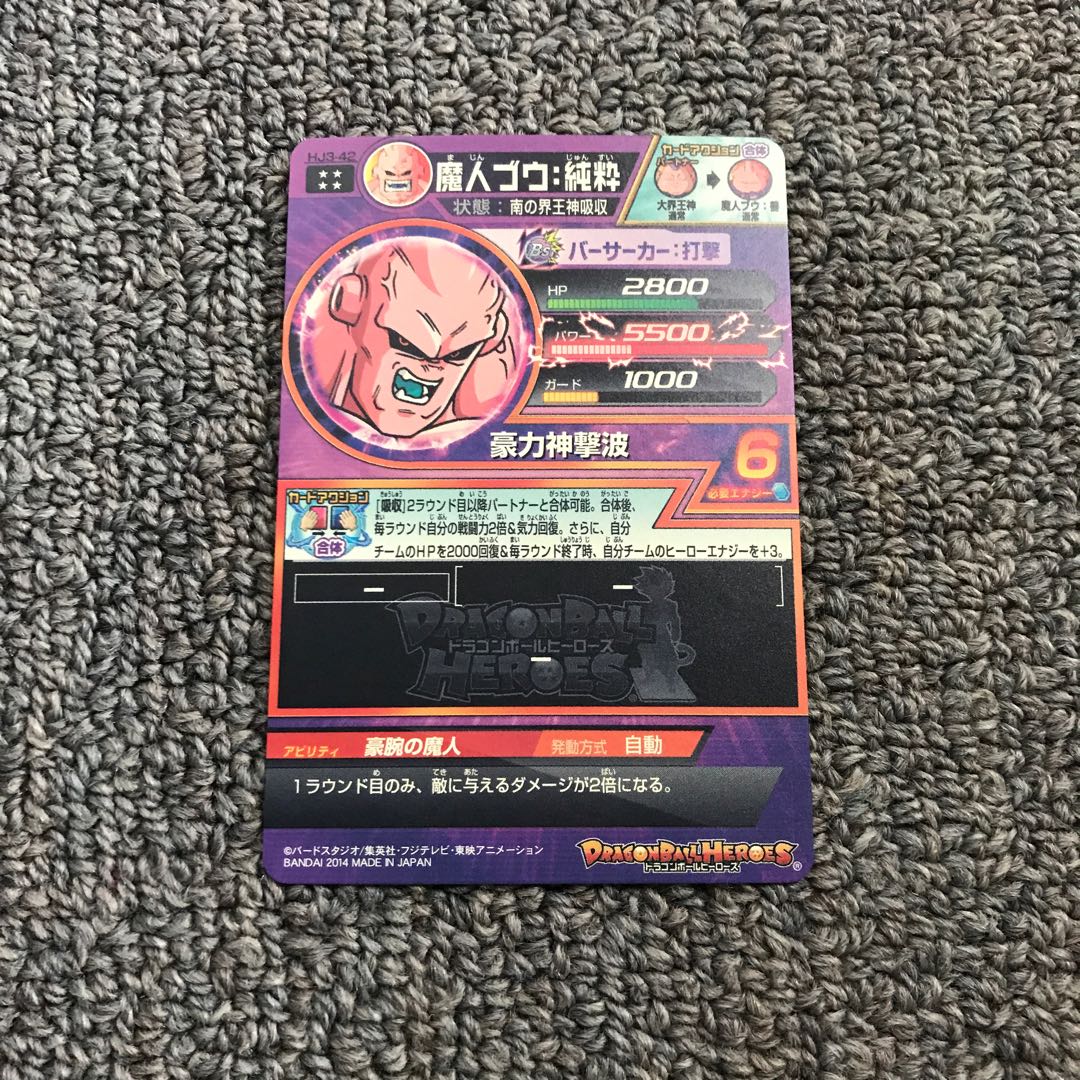 HJ3-42
まじん じゅんすい
魔人ブウ:純粋
状態:南の界王神吸収
カードアクション 合体
パートナー
大界王神 通常
魔人ブウ:善 通常
Bs バーサーカー:打撃
HP 2800
パワー 5500
ガード 1000
豪力神撃波
6
必要エナジー
カードアクション
合体
[吸収]2ラウンド目以降パートナーと合体可能。合体後、
毎ラウンド自分の戦闘力2倍&気力回復。さらに、自分
チームのHPを2000回復&毎ラウンド終了時、自分チームのヒーローエナジーを+3。
ー
ー
DRAGONBALL
ドラゴンボールヒーローズ
HEROES
ー
アビリティ 豪腕の魔人 発動方式 自動
1ラウンド目のみ、敵に与えるダメージが2倍になる。
©バードスタジオ/集英社・フジテレビ・東映アニメーション
BANDAI 2014 MADE IN JAPAN
DRAGONBALL HEROES
ドラゴンボールヒーローズ ®